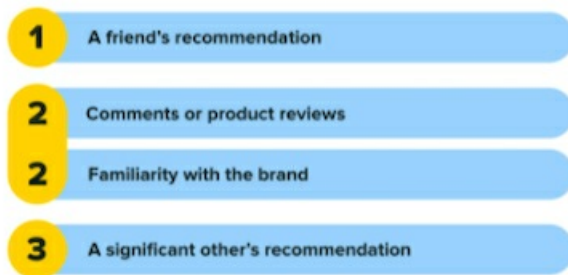 1 A friend's recommendation
2 Comments or product reviews
2 Familiarity with the brand
3 A significant other's recommendation